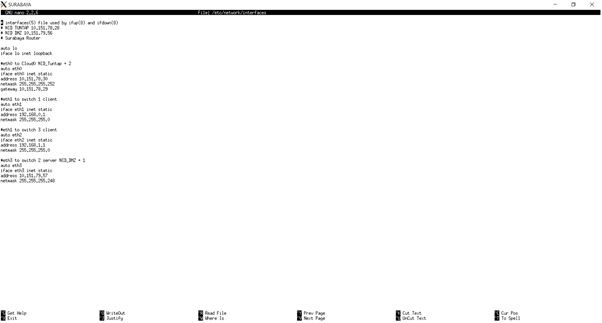 SURABAYA
GNU nano 2.2.6 File: /etc/network/interfaces
# interfaces(5) file used by ifup(8) and ifdown(8)
# NID TUNTAP 10.151.78.28
# NID DMZ 10.151.79.56
# Surabaya Router
auto lo
iface lo inet loopback
#eth0 to Cloud0 NID_Tuntap + 2
auto eth0
iface eth0 inet static
address 10.151.78.30
netmask 255.255.255.252
gateway 10.151.78.29
#eth1 to switch 1 client
auto eth1
iface eth1 inet static
address 192.168.0.1
netmask 255.255.255.0
#eth1 to switch 3 client
auto eth2
iface eth2 inet static
address 192.168.1.1
netmask 255.255.255.0
#eth3 to switch 2 server NID_DMZ + 1
auto eth3
iface eth3 inet static
address 10.151.79.57
netmask 255.255.255.248
^G Get Help ^O WriteOut ^R Read File ^Y Prev Page ^K Cut Text ^C Cur Pos
^X Exit ^J Justify ^W Where Is ^V Next Page ^U UnCut Text ^T To Spell